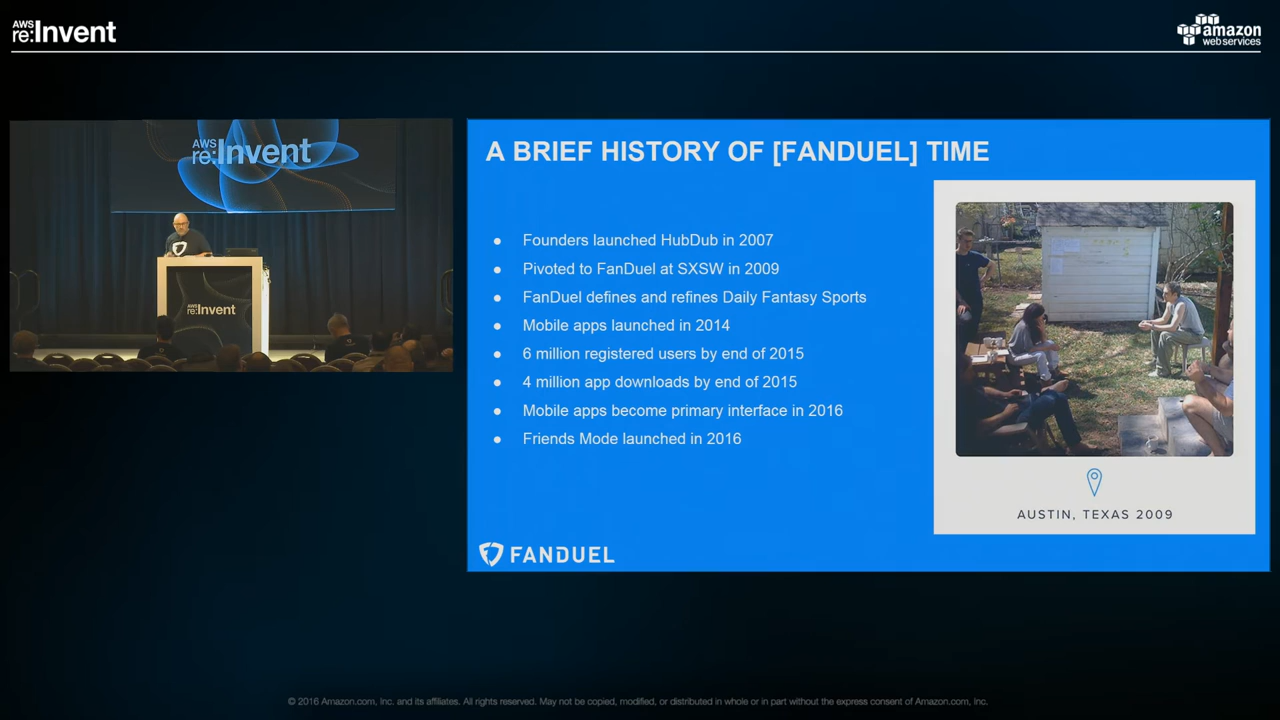 AWS
re:Invent
amazon
web services
AWS
re:Invent
re:Invent
A BRIEF HISTORY OF [FANDUEL] TIME
● Founders launched HubDub in 2007
● Pivoted to FanDuel at SXSW in 2009
● FanDuel defines and refines Daily Fantasy Sports
● Mobile apps launched in 2014
● 6 million registered users by end of 2015
● 4 million app downloads by end of 2015
● Mobile apps become primary interface in 2016
● Friends Mode launched in 2016
AUSTIN, TEXAS 2009
FANDUEL
© 2016 Amazon.com, Inc. and its affiliates. All rights reserved. May not be copied, modified, or distributed in whole or in part without the express consent of Amazon.com, Inc.